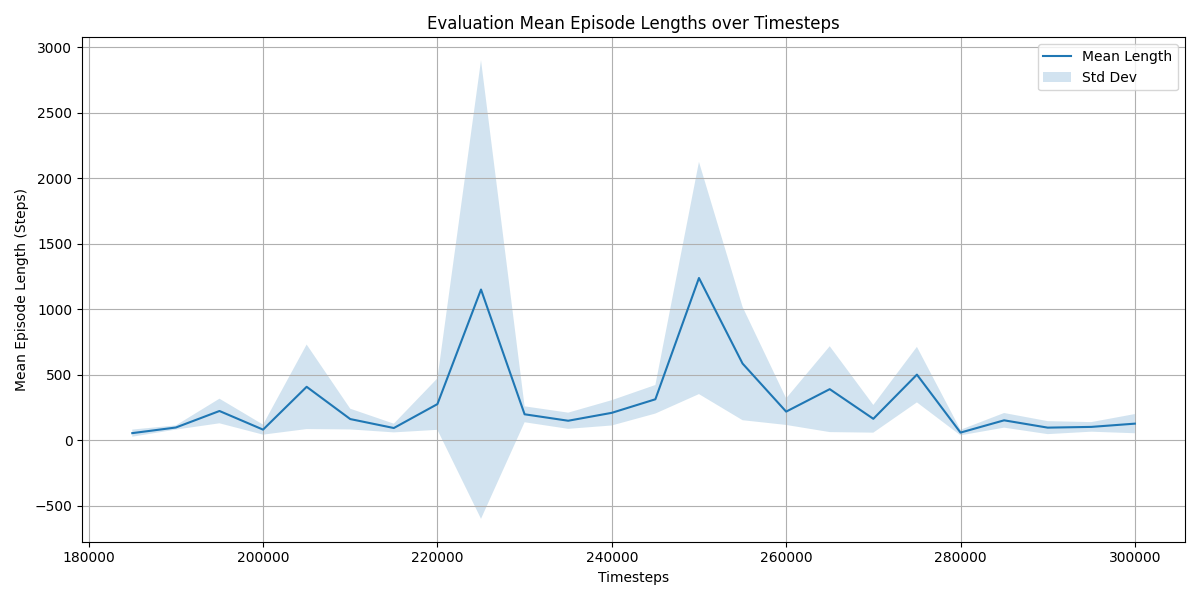 Evaluation Mean Episode Lengths over Timesteps
Mean Length
Std Dev
Mean Episode Length (Steps)
3000
2500
2000
1500
1000
500
0
−500
180000 200000 220000 240000 260000 280000 300000
Timesteps